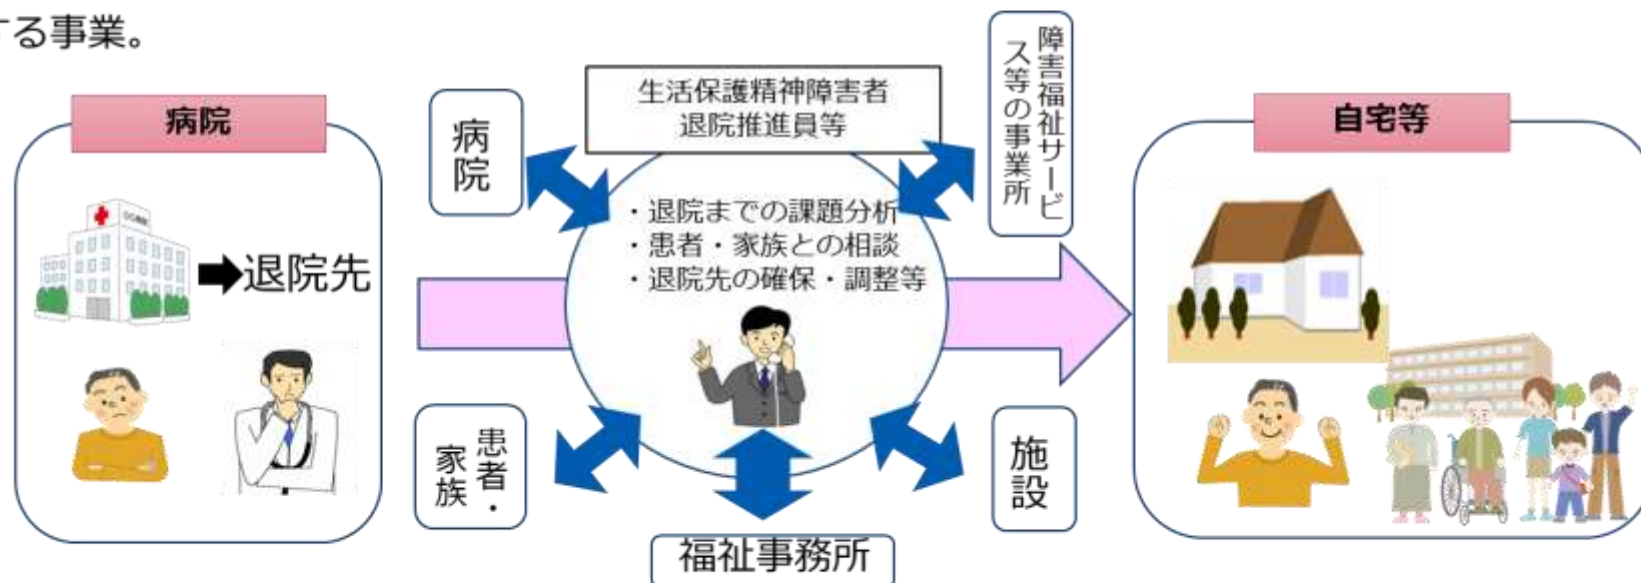 する事業。
病院
→退院先
病院
生活保護精神障害者
退院推進員等
障害福祉サービ
ス等の事業所
・退院までの課題分析
・患者・家族との相談
・退院先の確保・調整等
患者・
家族
福祉事務所
施設
自宅等